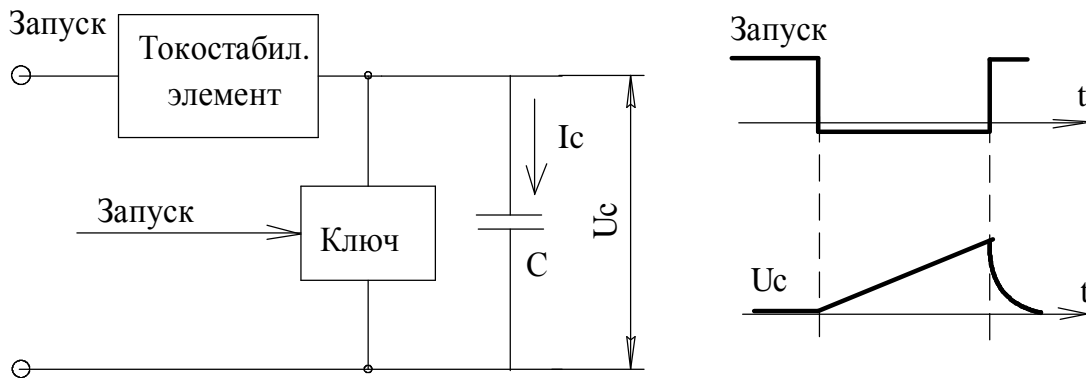 Запуск
Токостабил.
элемент
Запуск
Ключ
Ic
C
Uc
Запуск
t
Uc
t